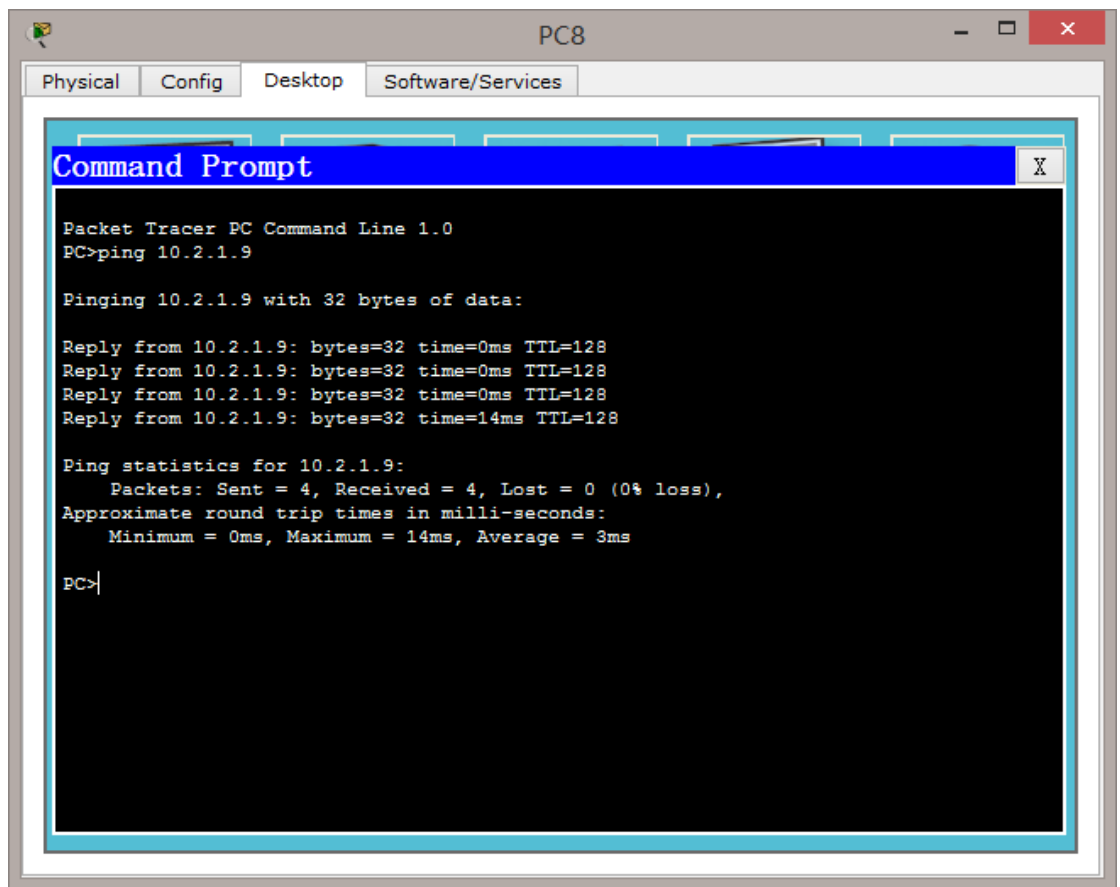 PC8
Physical Config Desktop Software/Services
Command Prompt X
Packet Tracer PC Command Line 1.0
PC>ping 10.2.1.9
Pinging 10.2.1.9 with 32 bytes of data:
Reply from 10.2.1.9: bytes=32 time=0ms TTL=128
Reply from 10.2.1.9: bytes=32 time=0ms TTL=128
Reply from 10.2.1.9: bytes=32 time=0ms TTL=128
Reply from 10.2.1.9: bytes=32 time=14ms TTL=128
Ping statistics for 10.2.1.9:
Packets: Sent = 4, Received = 4, Lost = 0 (0% loss),
Approximate round trip times in milli-seconds:
Minimum = 0ms, Maximum = 14ms, Average = 3ms
PC>